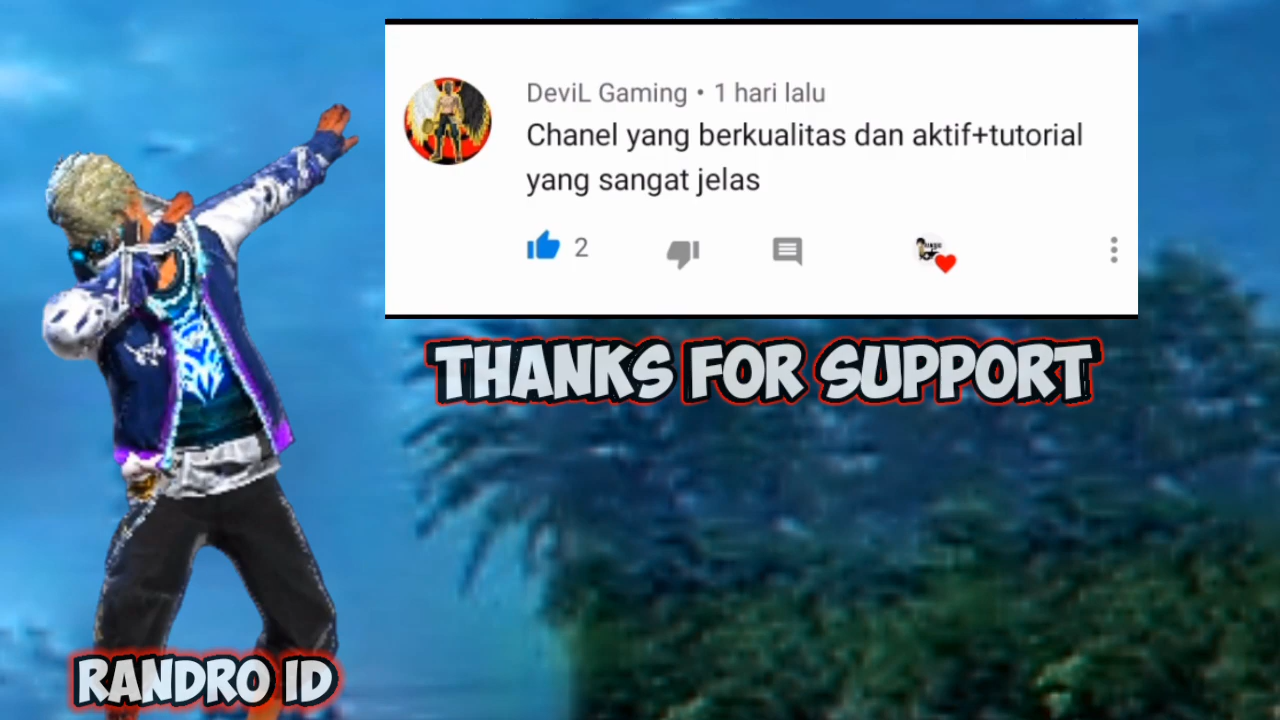 DeviL Gaming • 1 hari lalu
Chanel yang berkualitas dan aktif+tutorial
yang sangat jelas
2
THANKS FOR SUPPORT
RANDRO ID